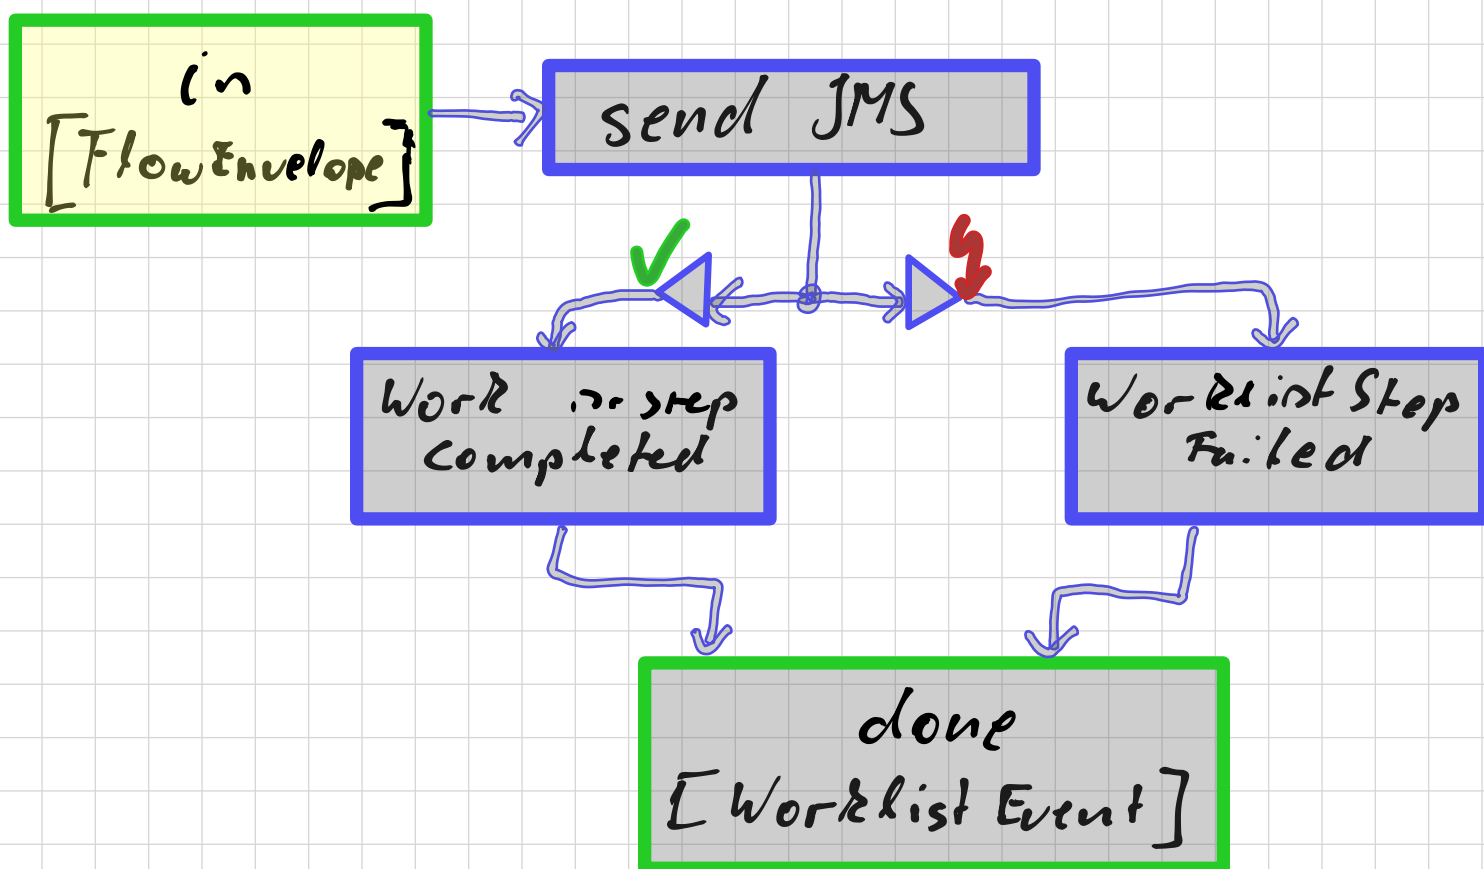 in
[FlowEnvelope]
send JMS
Work step
completed
Worklist Step
Failed
done
[Worklist Event]